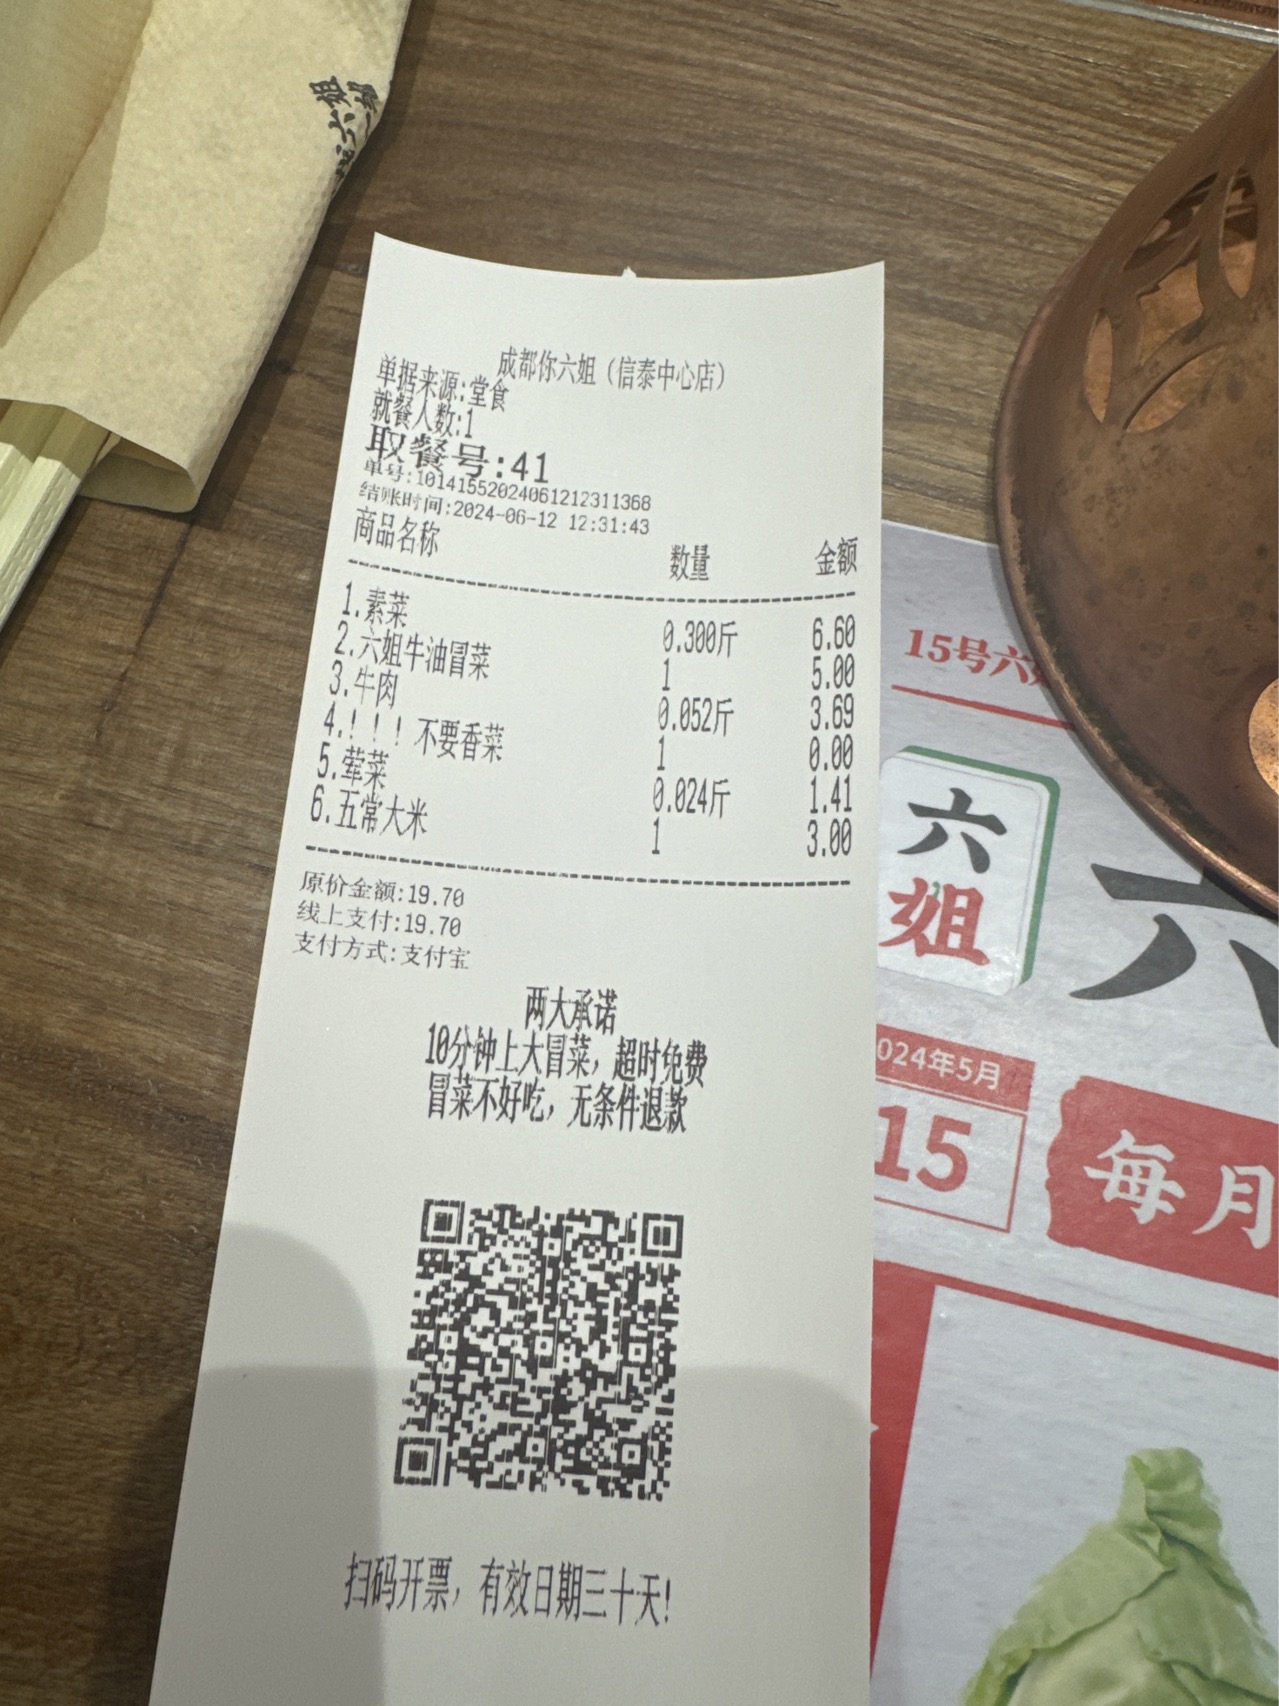 六姐
成都你六姐（信泰中心店）
单据来源:堂食
就餐人数:1
取餐号:41
单号:10141552024061212311368
结账时间:2024-06-12 12:31:43
商品名称 数量 金额
1.素菜 0.300斤 6.60
2.六姐牛油冒菜 1 5.00
3.牛肉 0.052斤 3.69
4.！！！不要香菜 1 0.00
5.荤菜 0.024斤 1.41
6.五常大米 1 3.00
原价金额:19.70
线上支付:19.70
支付方式:支付宝
两大承诺
10分钟上大冒菜，超时免费
冒菜不好吃，无条件退款
扫码开票，有效日期三十天!
15号六
六姐
六
024年5月
15
每月